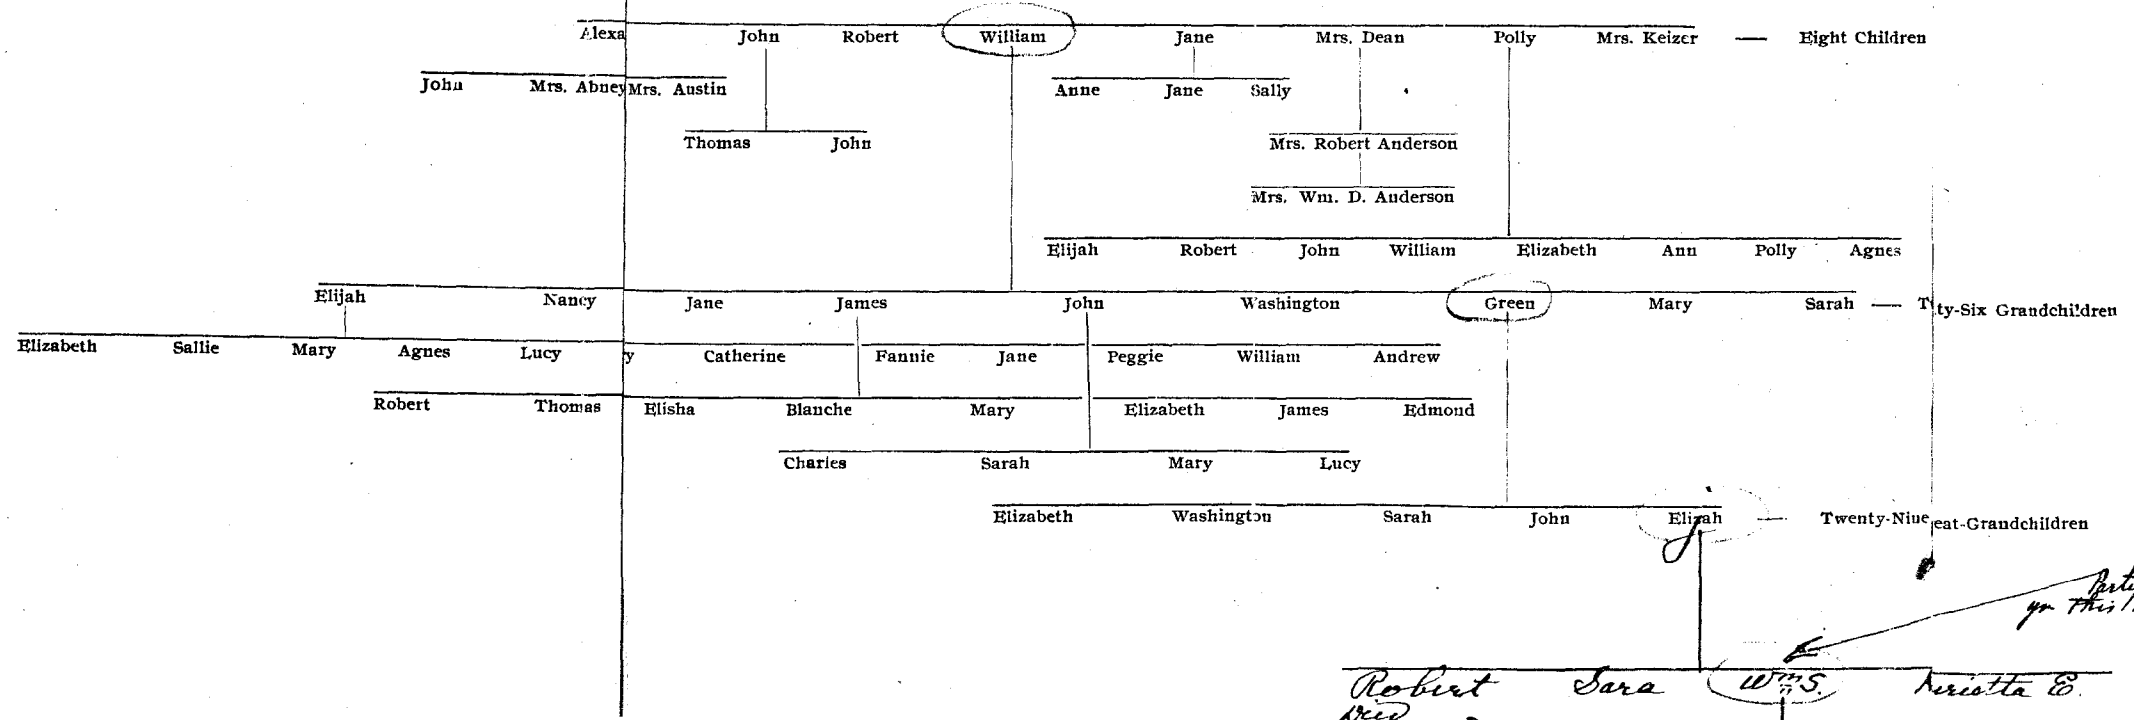 Alexa John Robert William Jane Mrs. Dean Polly Mrs. Keizer — Eight Children
John Mrs. Abney Mrs. Austin Anne Jane Sally
Thomas John Mrs. Robert Anderson
Mrs. Wm. D. Anderson
Elijah Robert John William Elizabeth Ann Polly Agnes
Elijah Nancy Jane James John Washington Green Mary Sarah — T ty-Six Grandchildren
Elizabeth Sallie Mary Agnes Lucy y Catherine Fannie Jane Peggie William Andrew
Robert Thomas Elisha Blanche Mary Elizabeth James Edmond
Charles Sarah Mary Lucy
Elizabeth Washington Sarah John Elijah — Twenty-Nine eat-Grandchildren
this
Robert Sara Wm S. Henrietta E.